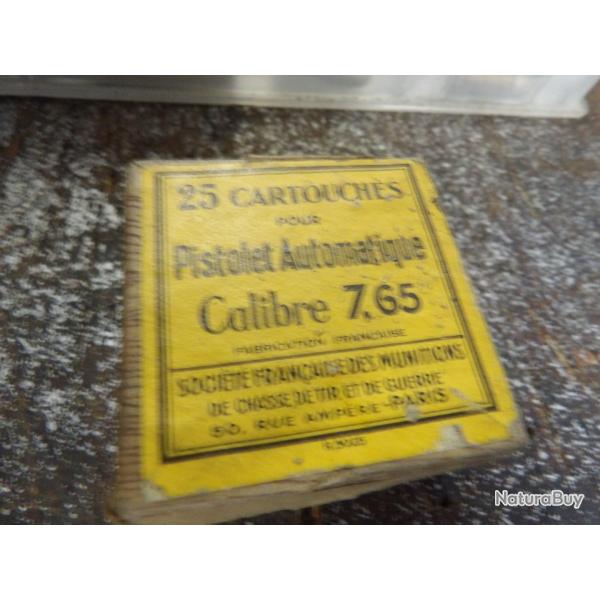 25 CARTOUCHES
POUR
Pistolet Automatique
Calibre 7,65
FABRICATION FRANÇAISE
SOCIÉTÉ FRANÇAISE DES MUNITIONS
DE CHASSE DE TIR ET DE GUERRE
50, RUE AMPÈRE-PARIS
NaturaBuy